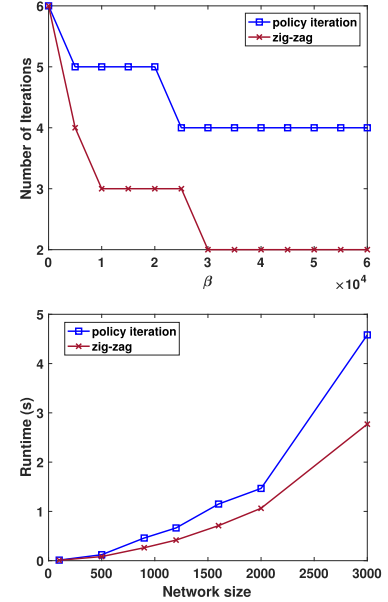 6
policy iteration
zig-zag
5
4
3
2
Number of Iterations
0 1 2 3 4 5 6
β
×10⁴
5
policy iteration
zig-zag
4
3
2
1
0
Runtime (s)
0 500 1000 1500 2000 2500 3000
Network size